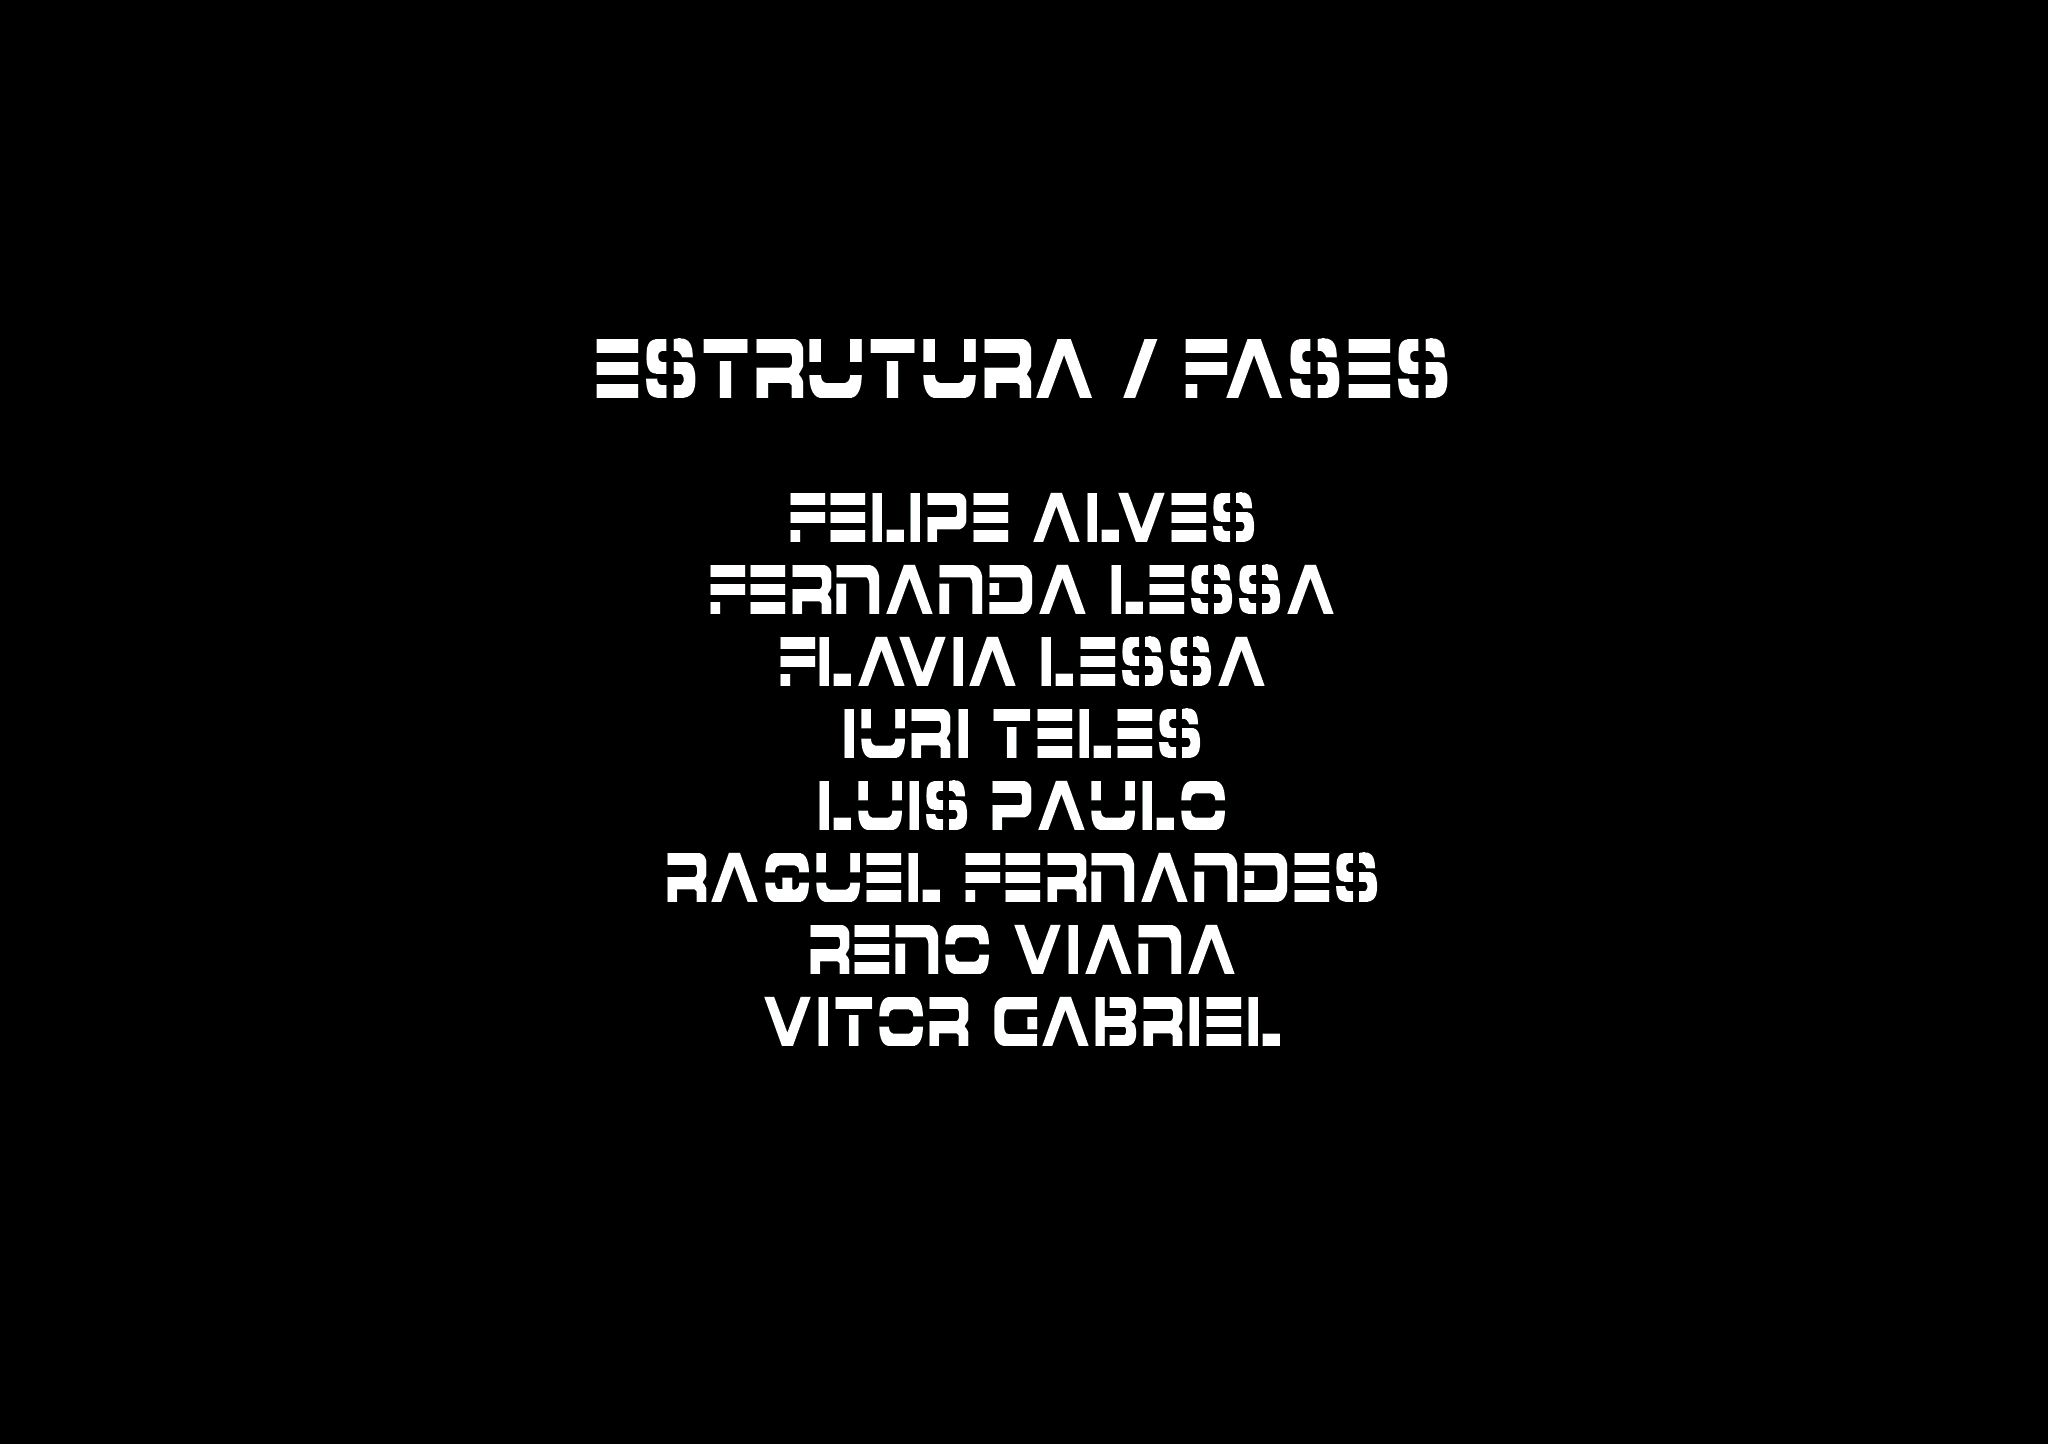 ESTRUTURA / FASES
FELIPE ALVES
FERNANDA LESSA
FLAVIA LESSA
IURI TELES
LUIS PAULO
RAQUEL FERNANDES
RENO VIANA
VITOR GABRIEL